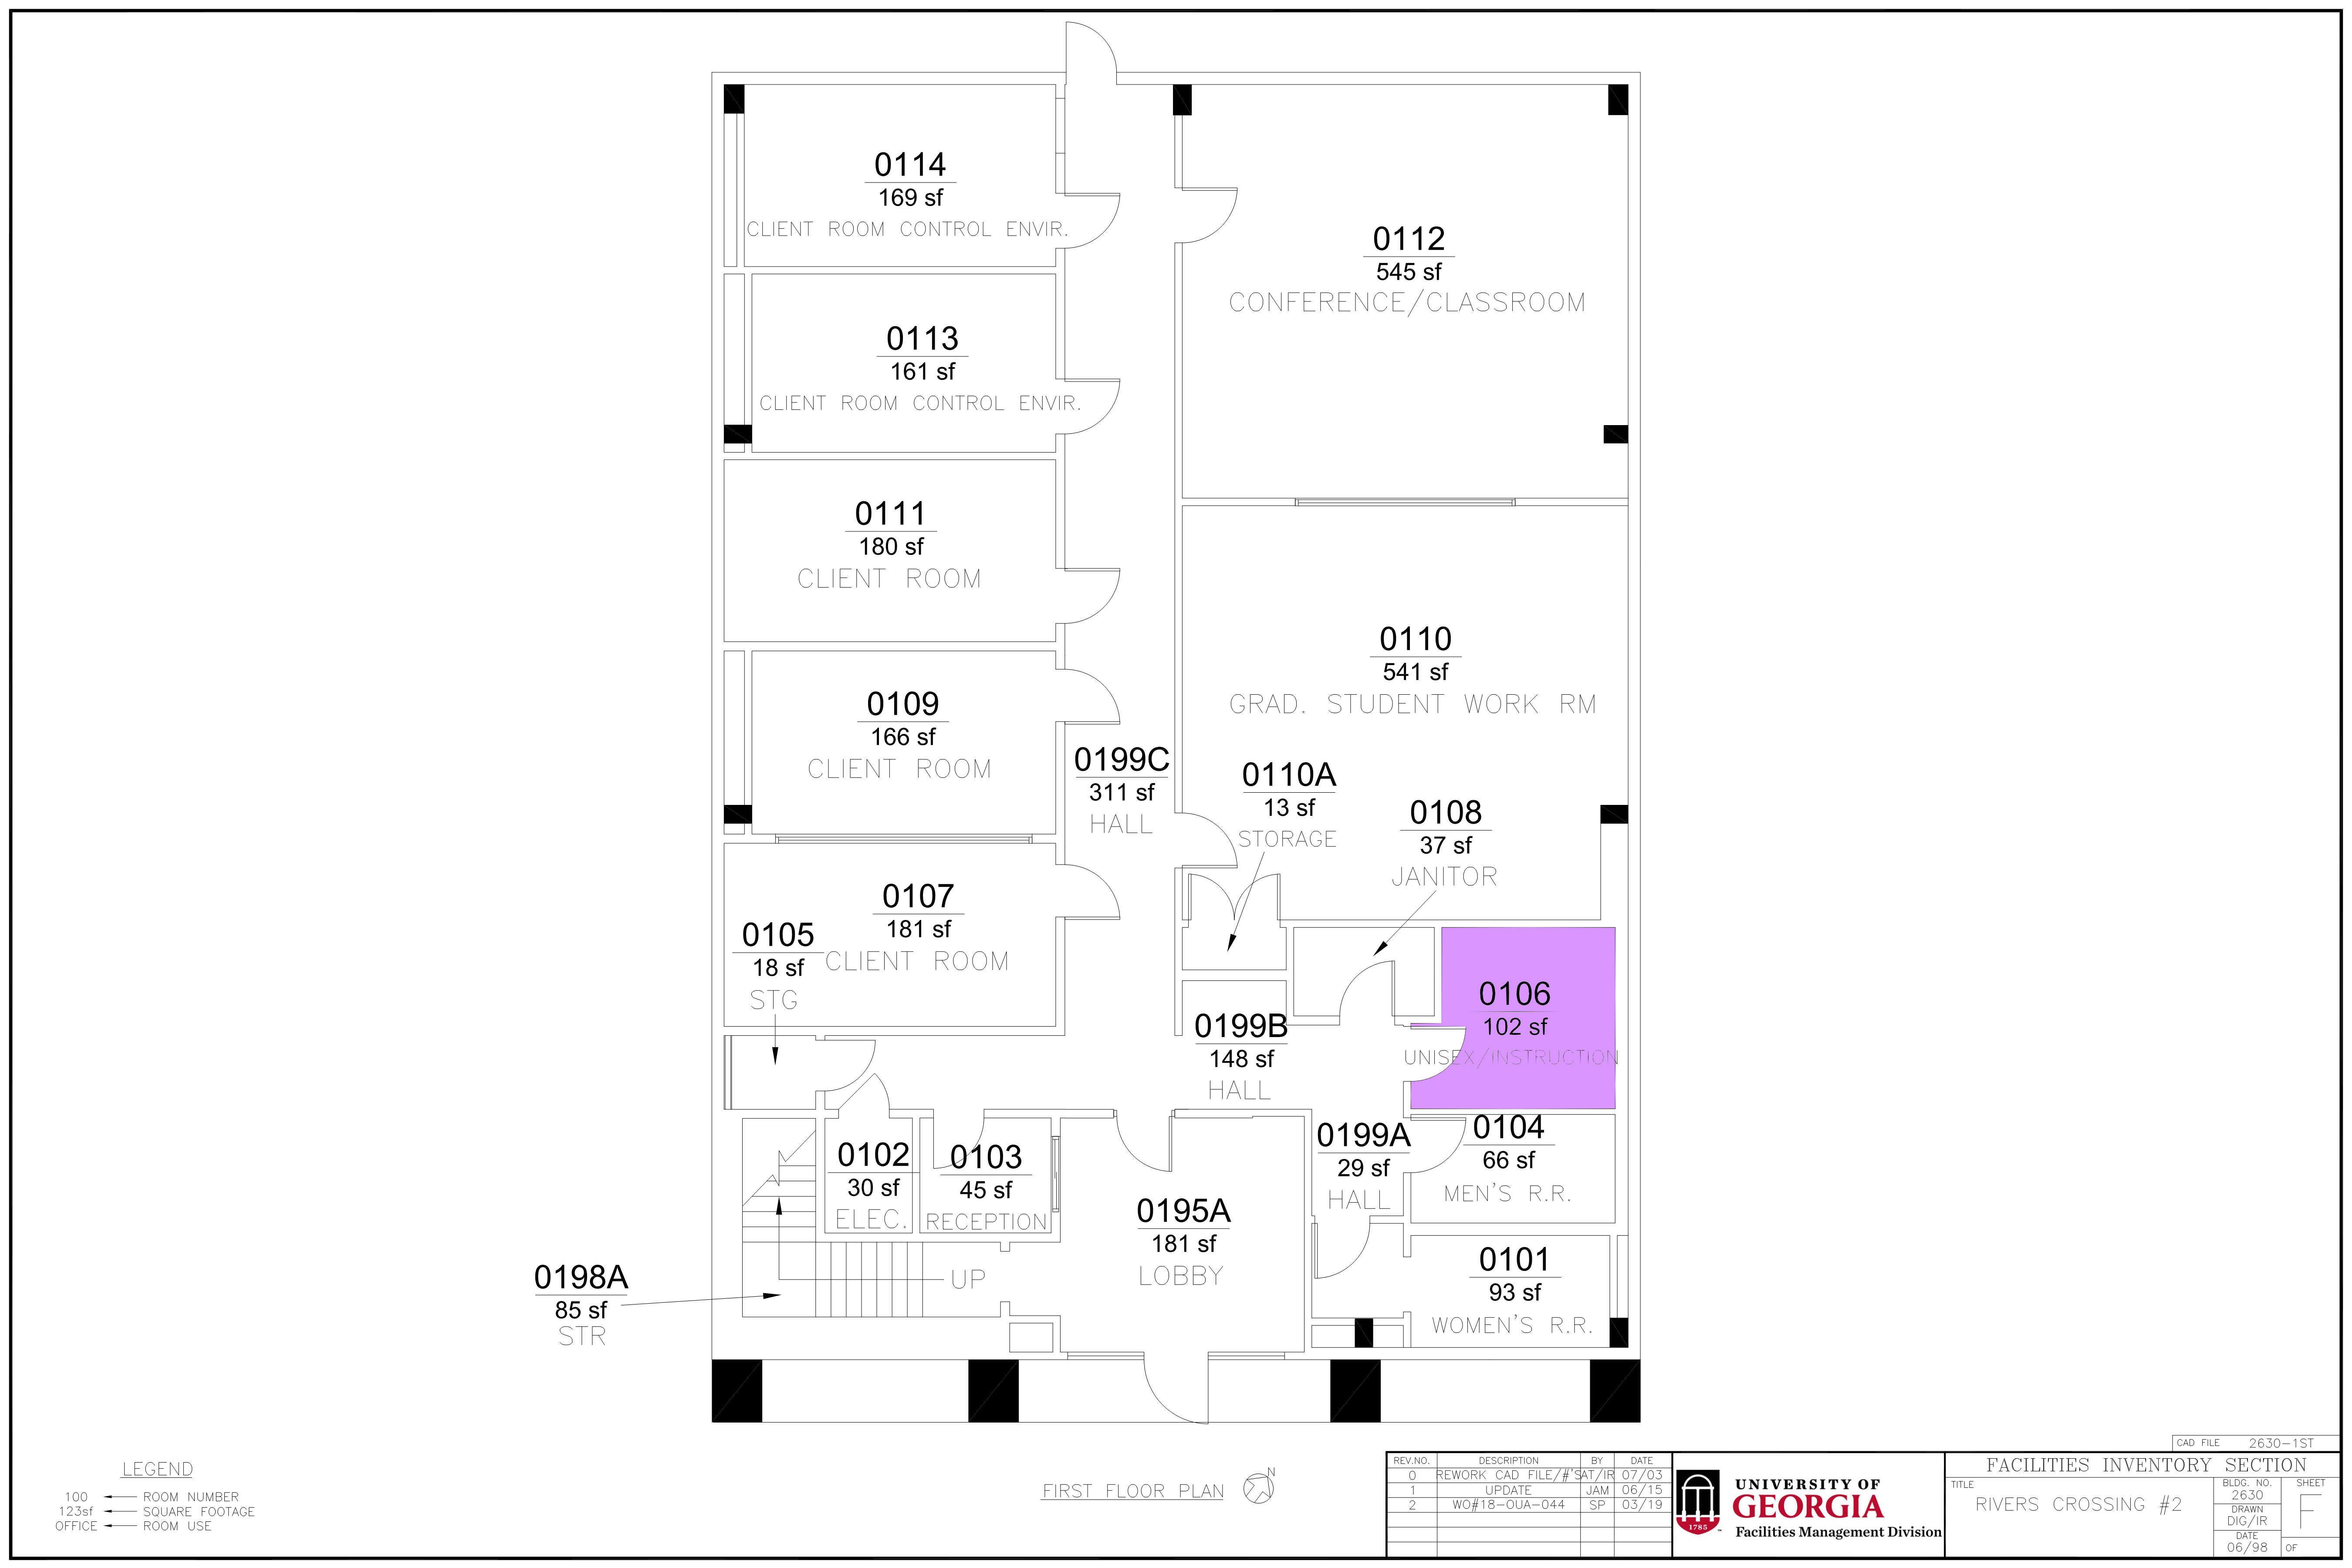 0114
169 sf
CLIENT ROOM CONTROL ENVIR.
0112
545 sf
CONFERENCE/CLASSROOM
0113
161 sf
CLIENT ROOM CONTROL ENVIR.
0111
180 sf
CLIENT ROOM
0110
541 sf
GRAD. STUDENT WORK RM
0109
166 sf
CLIENT ROOM
0199C
311 sf
HALL
0110A
13 sf
STORAGE
0108
37 sf
JANITOR
0107
181 sf
CLIENT ROOM
0105
18 sf
STG
0106
102 sf
UNISEX/INSTRUCTION
0199B
148 sf
HALL
0104
66 sf
MEN'S R.R.
0199A
29 sf
HALL
0102
30 sf
ELEC.
0103
45 sf
RECEPTION
0195A
181 sf
LOBBY
0101
93 sf
WOMEN'S R.R.
UP
0198A
85 sf
STR
LEGEND
100 ROOM NUMBER
123sf SQUARE FOOTAGE
OFFICE ROOM USE
FIRST FLOOR PLAN
N
REV.NO. DESCRIPTION BY DATE
0 REWORK CAD FILE/#'S AT/IR 07/03
1 UPDATE JAM 06/15
2 WO#18-OUA-044 SP 03/19
1785
UNIVERSITY OF
GEORGIA
Facilities Management Division
CAD FILE 2630-1ST
FACILITIES INVENTORY SECTION
TITLE
RIVERS CROSSING #2
BLDG. NO.
2630
DRAWN
DIG/IR
DATE
06/98
SHEET
F
OF